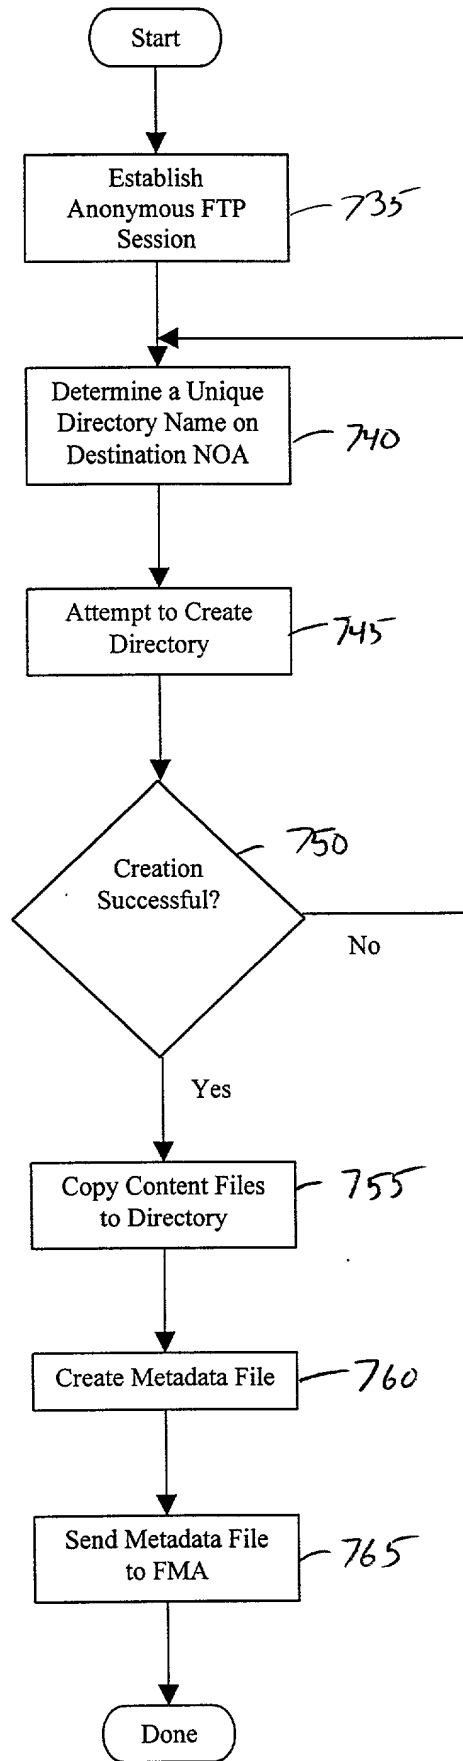 Start
Establish
Anonymous FTP
Session
735
Determine a Unique
Directory Name on
Destination NOA
740
Attempt to Create
Directory
745
750
Creation
Successful?
No
Yes
Copy Content Files
to Directory
755
Create Metadata File
760
Send Metadata File
to FMA
765
Done